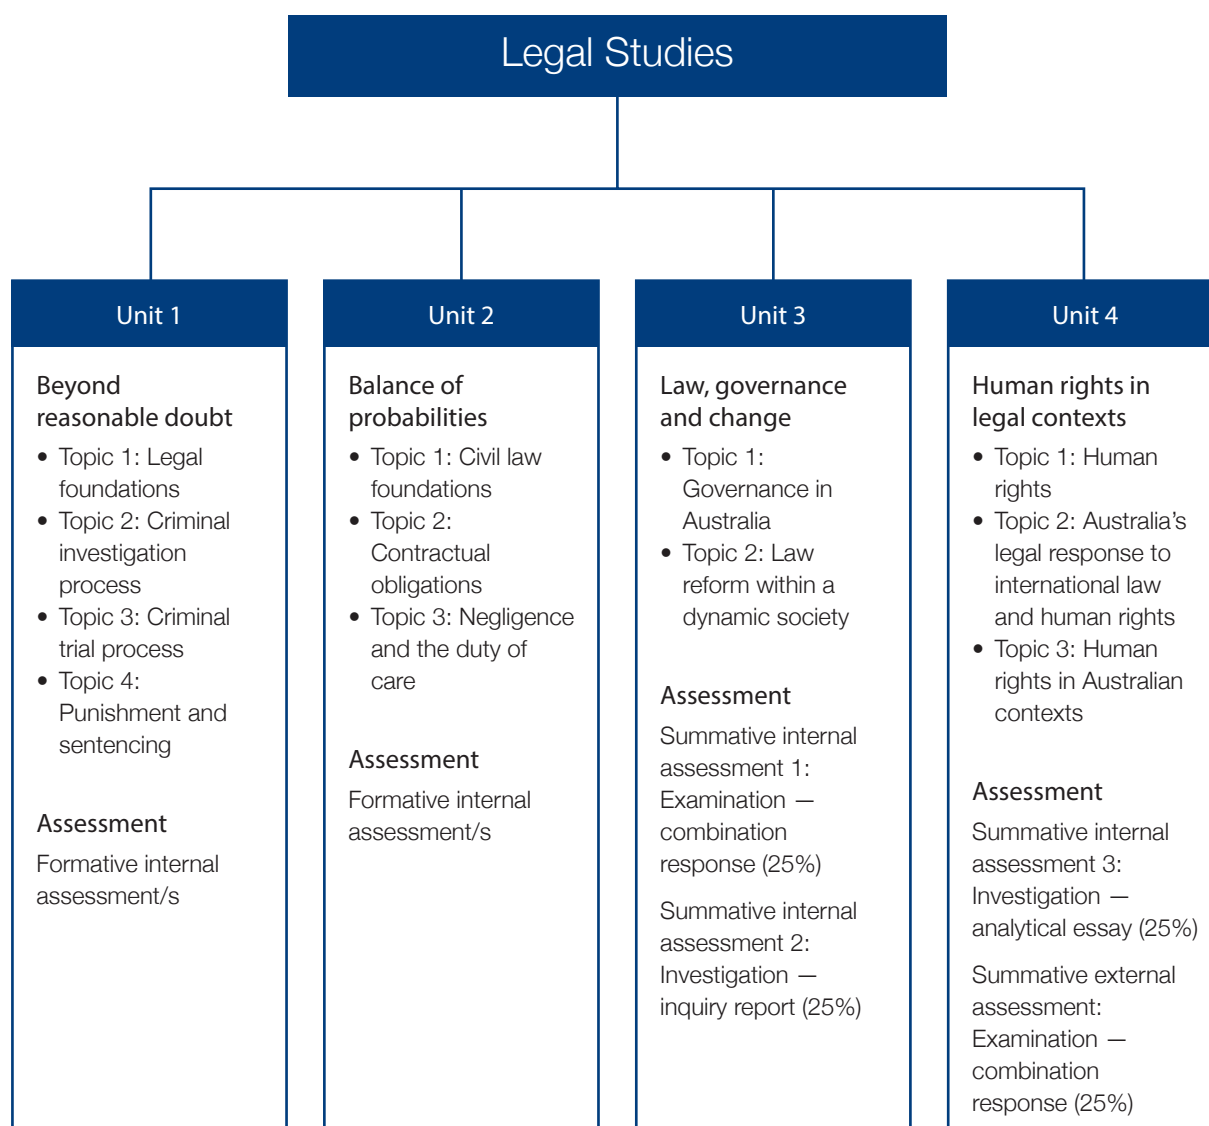 Legal Studies
Unit 1
Beyond
reasonable doubt
• Topic 1: Legal
foundations
• Topic 2: Criminal
investigation
process
• Topic 3: Criminal
trial process
• Topic 4:
Punishment and
sentencing
Assessment
Formative internal
assessment/s
Unit 2
Balance of
probabilities
• Topic 1: Civil law
foundations
• Topic 2:
Contractual
obligations
• Topic 3: Negligence
and the duty of
care
Assessment
Formative internal
assessment/s
Unit 3
Law, governance
and change
• Topic 1:
Governance in
Australia
• Topic 2: Law
reform within a
dynamic society
Assessment
Summative internal
assessment 1:
Examination —
combination
response (25%)
Summative internal
assessment 2:
Investigation —
inquiry report (25%)
Unit 4
Human rights in
legal contexts
• Topic 1: Human
rights
• Topic 2: Australia’s
legal response to
international law
and human rights
• Topic 3: Human
rights in Australian
contexts
Assessment
Summative internal
assessment 3:
Investigation —
analytical essay (25%)
Summative external
assessment:
Examination —
combination
response (25%)